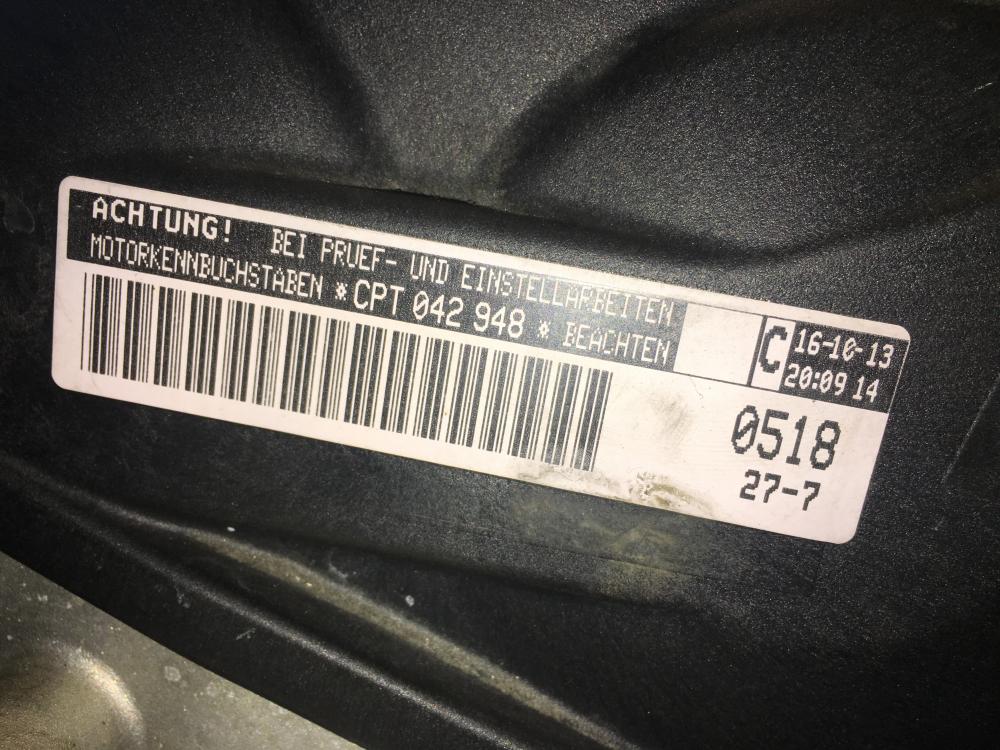 ACHTUNG! BEI PRUEF- UND EINSTELLARBEITEN
MOTORKENNBUCHSTABEN *CPT 042 948 * BEACHTEN
C
16-10-13
20:09 14
0518
27-7